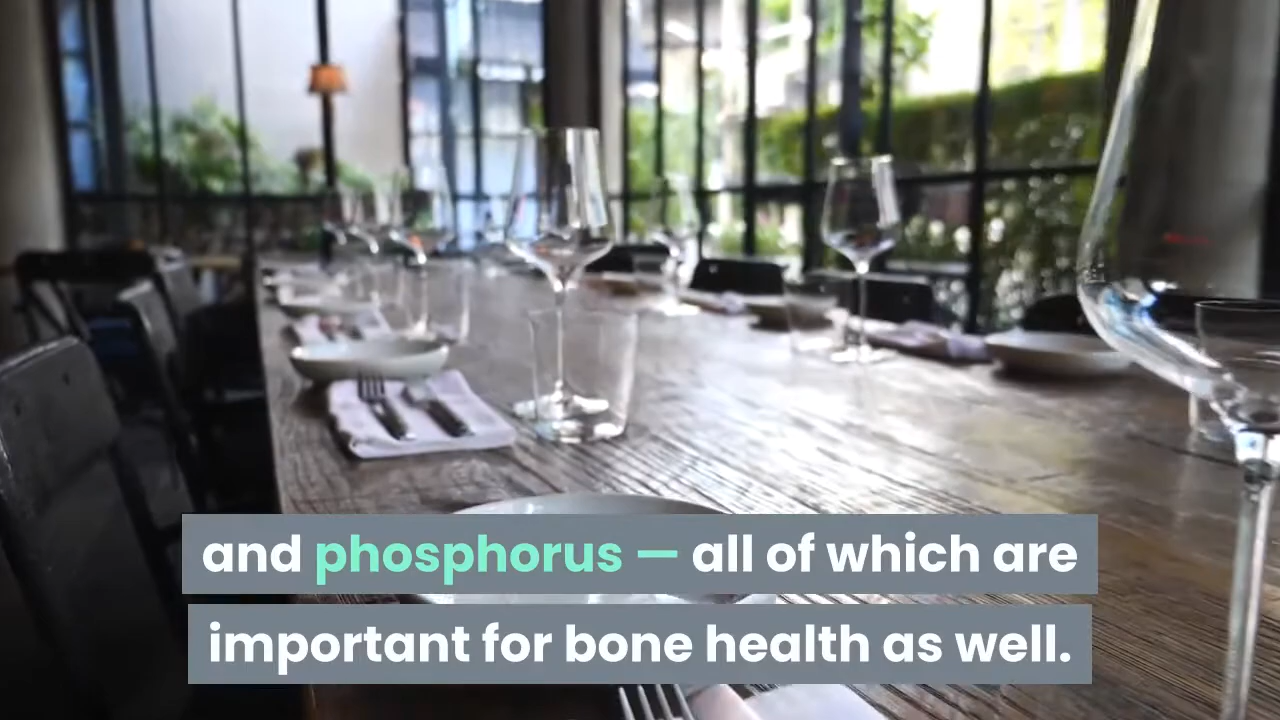 and phosphorus — all of which are
important for bone health as well.